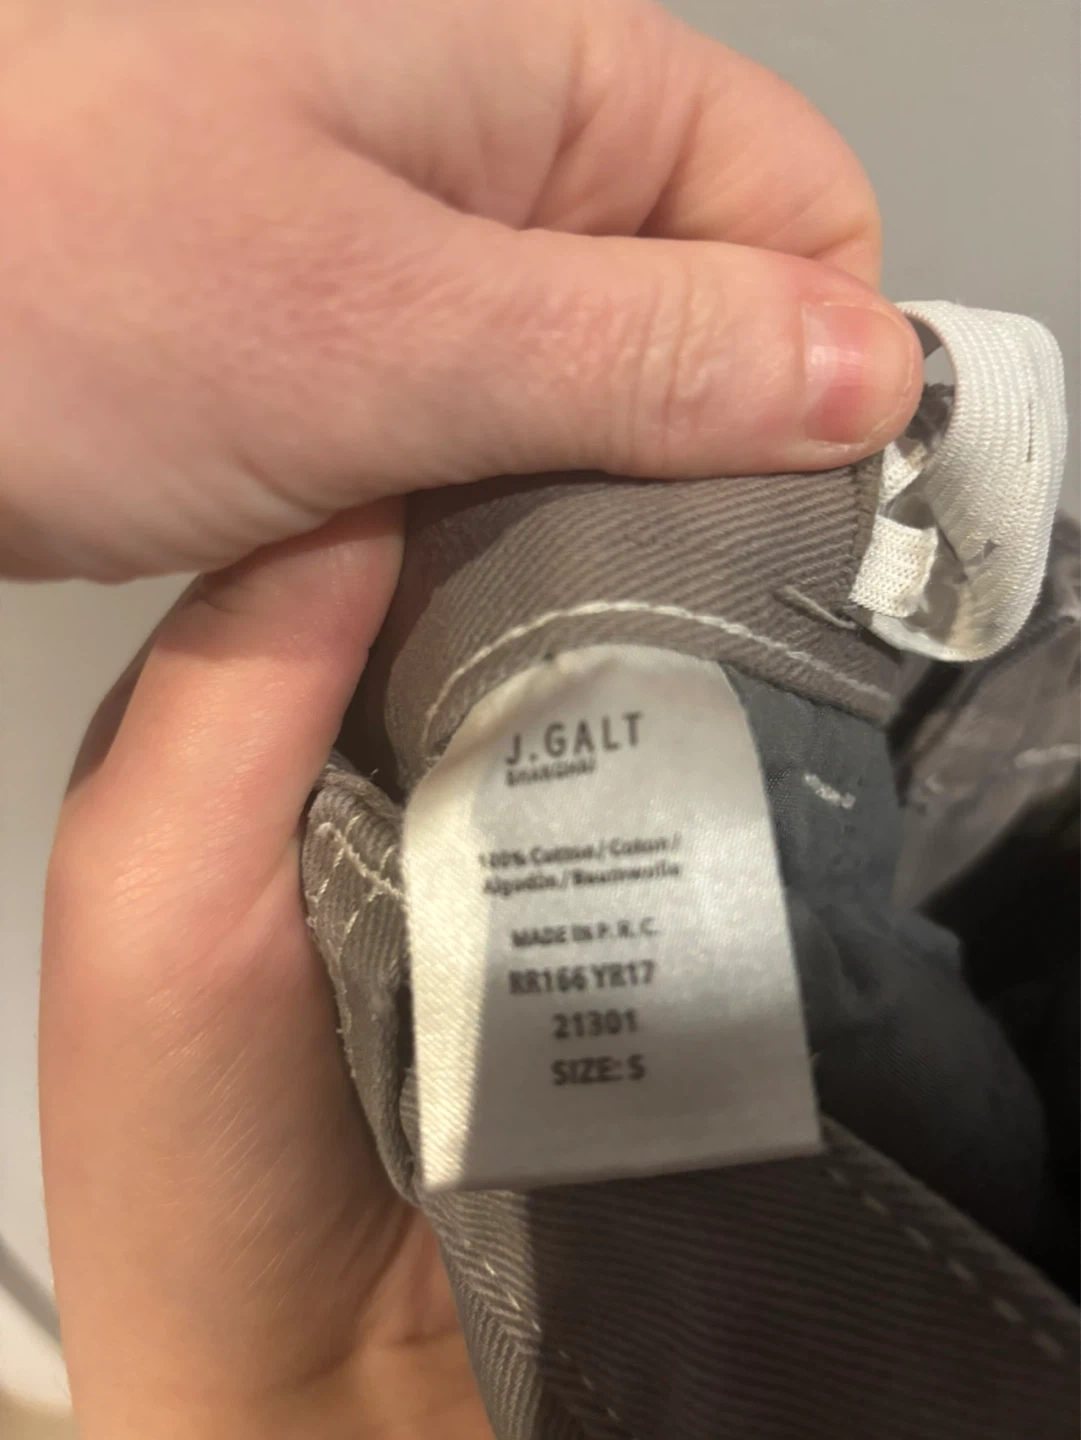 J.GALT
SHANGHAI
100% Cotton / Coton /
Algodón / Baumwolle
MADE IN P. R. C.
RR166 YR17
21301
SIZE: S